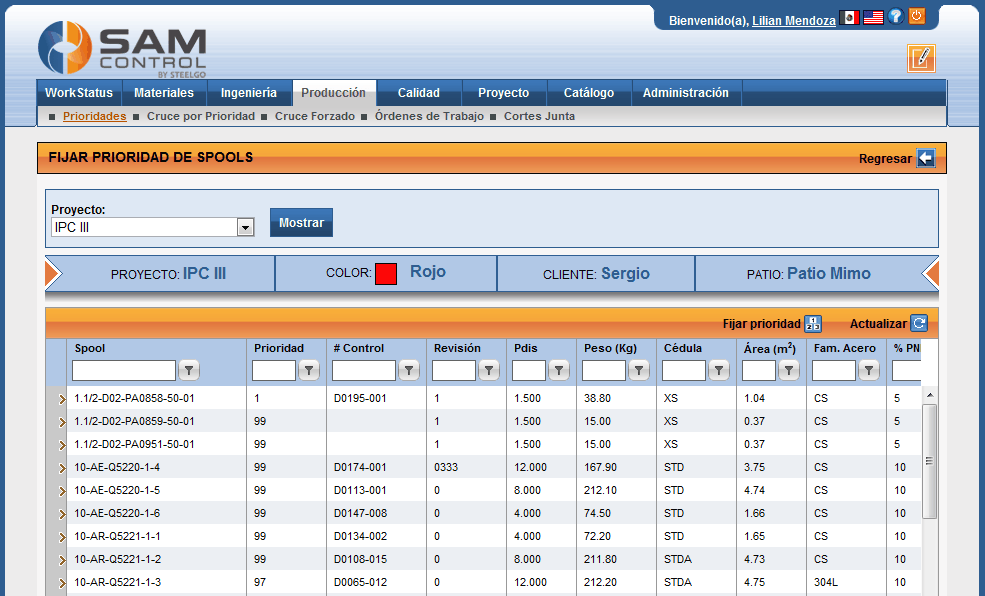 Bienvenido(a), Lilian Mendoza
SAM
CONTROL
BY STEELGO
WorkStatus Materiales Ingeniería Producción Calidad Proyecto Catálogo Administración
Prioridades Cruce por Prioridad Cruce Forzado Órdenes de Trabajo Cortes Junta
FIJAR PRIORIDAD DE SPOOLS Regresar
Proyecto:
IPC III Mostrar
PROYECTO: IPC III COLOR: Rojo CLIENTE: Sergio PATIO: Patio Mimo
Fijar prioridad Actualizar
Spool Prioridad # Control Revisión Pdis Peso (Kg) Cédula Área (m²) Fam. Acero % PN
1.1/2-D02-PA0858-50-01 1 D0195-001 1 1.500 38.80 XS 1.04 CS 5
1.1/2-D02-PA0859-50-01 99 1 1.500 15.00 XS 0.37 CS 5
1.1/2-D02-PA0951-50-01 99 1 1.500 15.00 XS 0.37 CS 5
10-AE-Q5220-1-4 99 D0174-001 0333 12.000 167.90 STD 3.75 CS 10
10-AE-Q5220-1-5 99 D0113-001 0 8.000 212.10 STD 4.74 CS 10
10-AE-Q5220-1-6 99 D0147-008 0 4.000 74.50 STD 1.66 CS 10
10-AR-Q5221-1-1 99 D0134-002 0 4.000 72.20 STD 1.65 CS 10
10-AR-Q5221-1-2 99 D0108-015 0 8.000 211.80 STDA 4.73 CS 10
10-AR-Q5221-1-3 97 D0065-012 0 12.000 212.20 STDA 4.75 304L 10